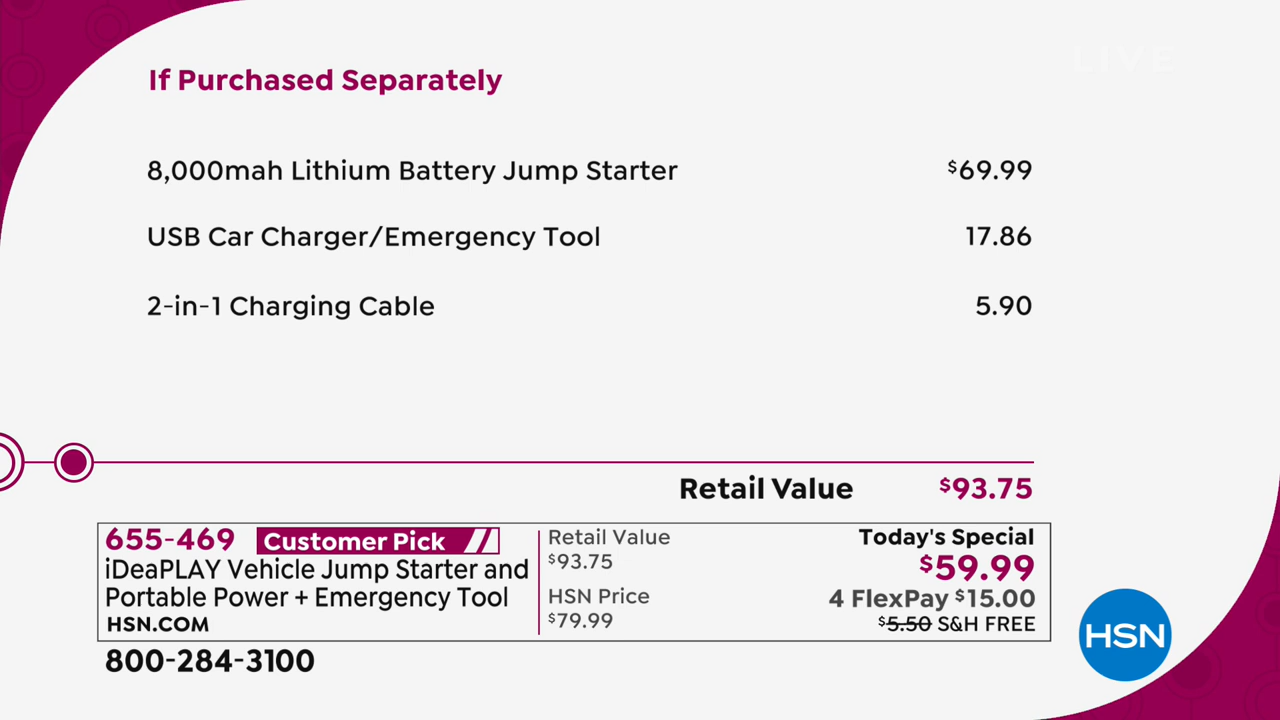 LIVE
If Purchased Separately
8,000mah Lithium Battery Jump Starter $69.99
USB Car Charger/Emergency Tool 17.86
2-in-1 Charging Cable 5.90
Retail Value $93.75
655-469 Customer Pick
iDeaPLAY Vehicle Jump Starter and
Portable Power + Emergency Tool
HSN.COM
Retail Value
$93.75
HSN Price
$79.99
Today's Special
$59.99
4 FlexPay $15.00
$5.50 S&H FREE
800-284-3100
HSN